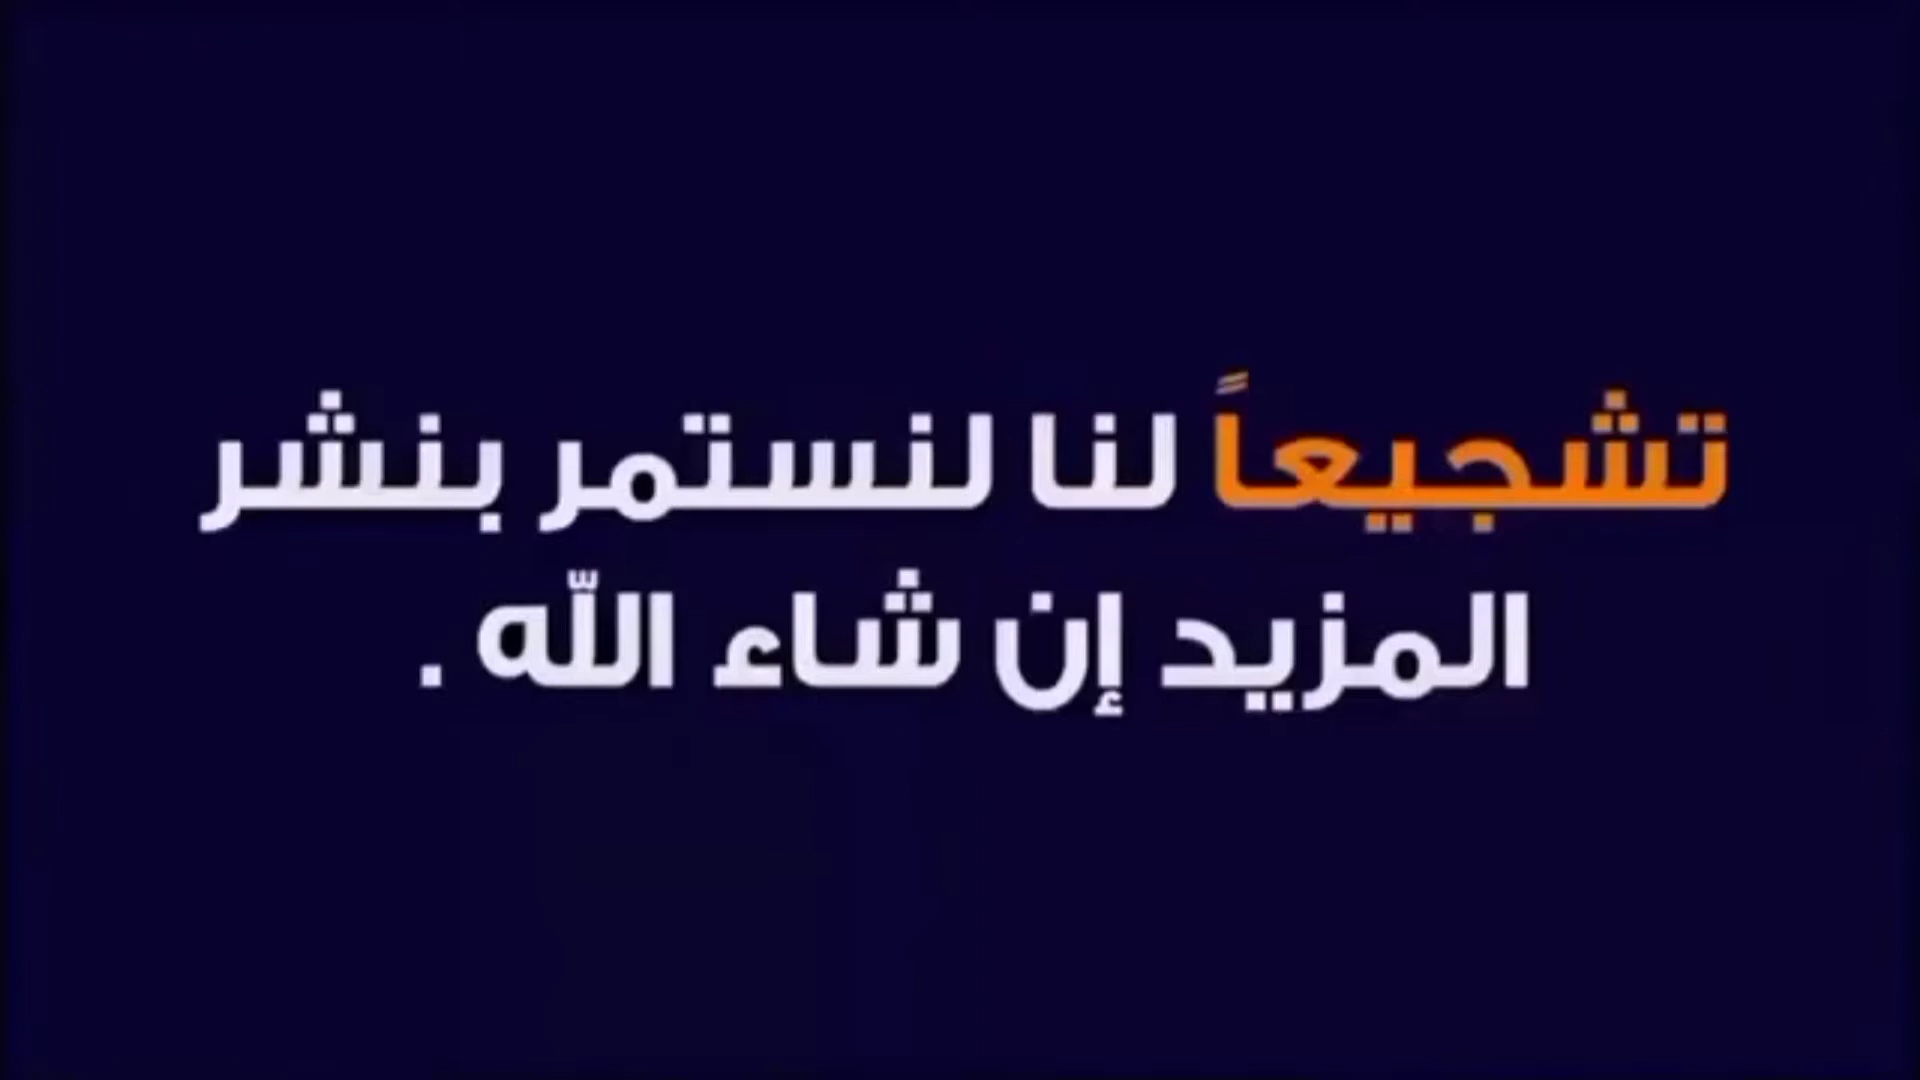 تشجيعاً لنا لنستمر بنشر
المزيد إن شاء اللّه .